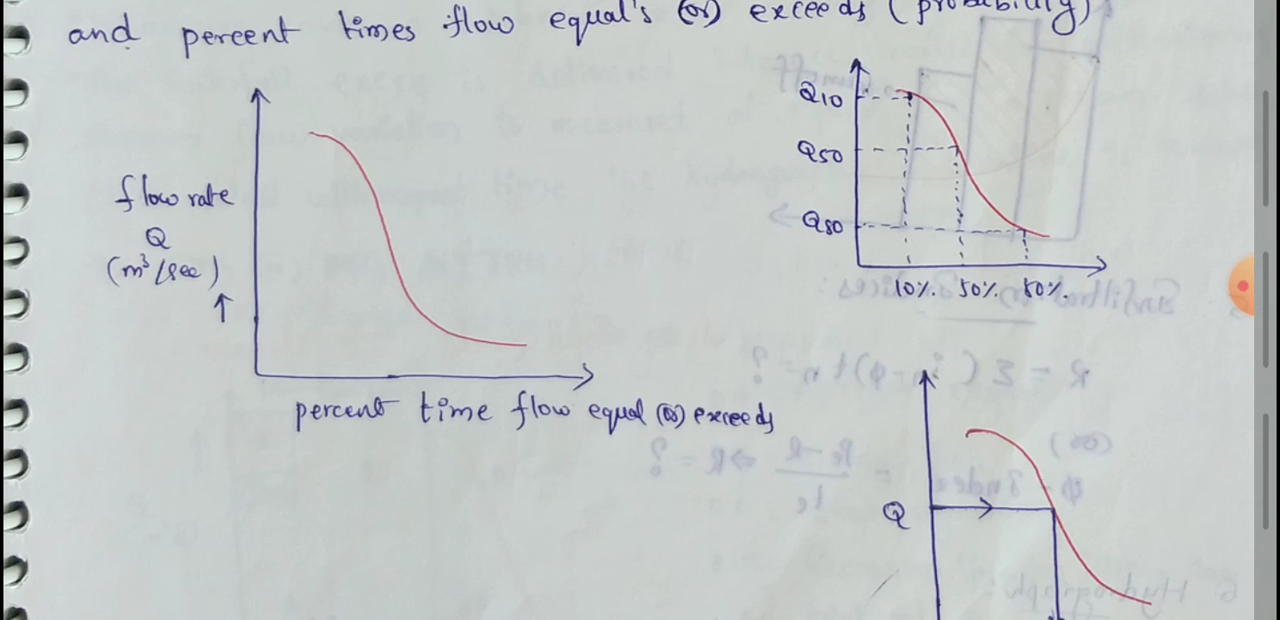 and percent times flow equal's (or) exceeds (probability)
flow rate
Q
(m³/sec)
↑
percent time flow equal (or) exceeds
Q10
Q50
Q80
10%. 50%. 80%.
Q